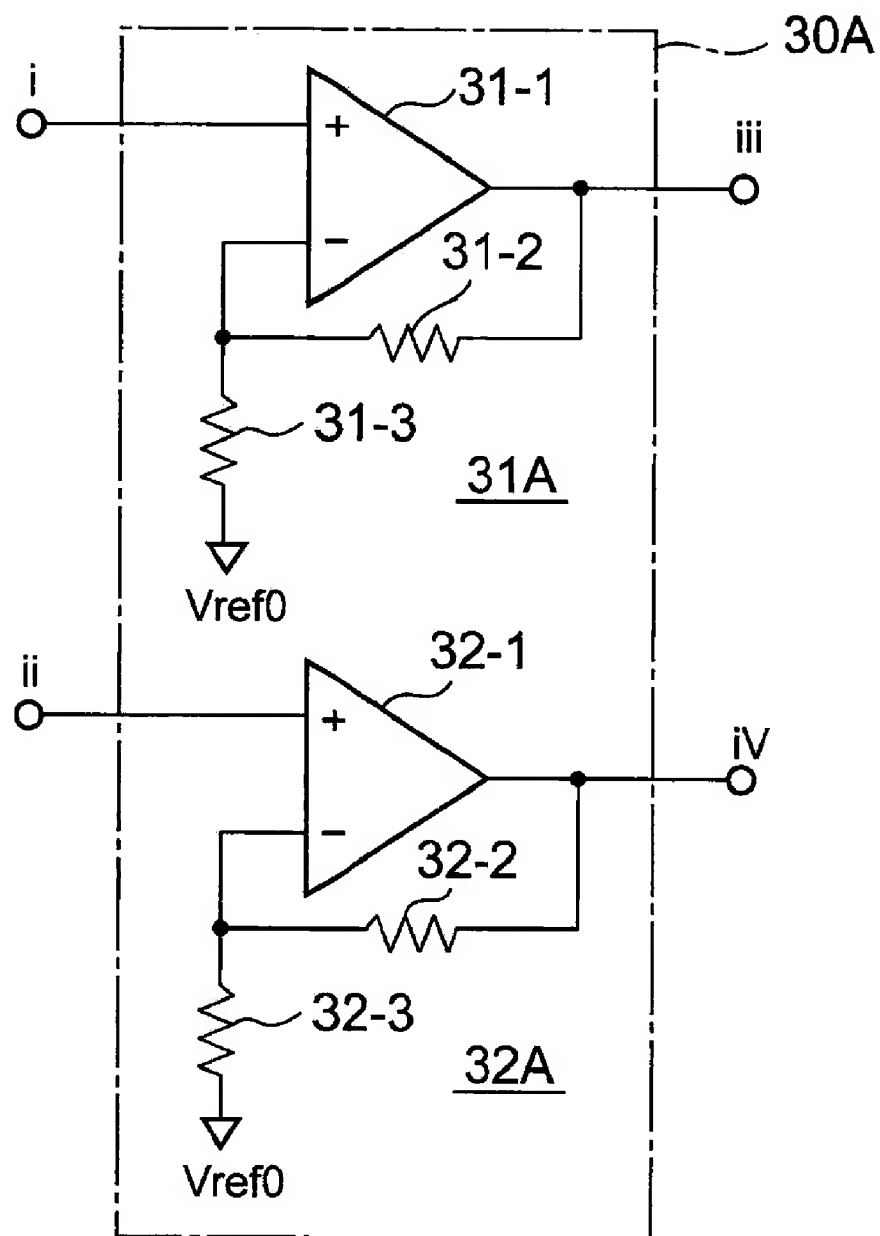 30A
i
31-1
iii
+
−
31-2
31-3
31A
Vref0
ii
32-1
+
iV
−
32-2
32-3
32A
Vref0